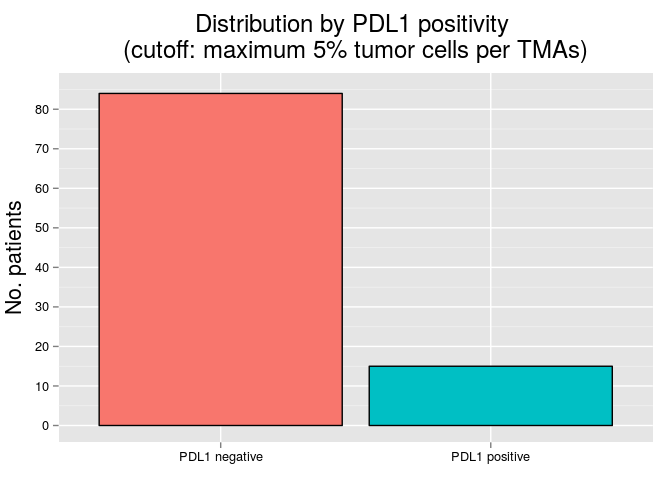 Distribution by PDL1 positivity
(cutoff: maximum 5% tumor cells per TMAs)
No. patients
80
70
60
50
40
30
20
10
0
PDL1 negative
PDL1 positive